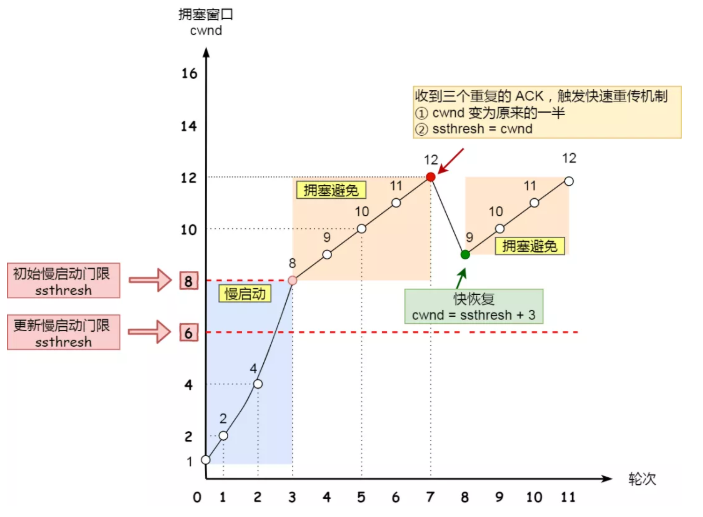 拥塞窗口
cwnd
16
14
12
10
8
6
4
2
1
0 1 2 3 4 5 6 7 8 9 10 11
轮次
初始慢启动门限
ssthresh
更新慢启动门限
ssthresh
慢启动
2
4
8
拥塞避免
9
10
11
12
收到三个重复的 ACK，触发快速重传机制
① cwnd 变为原来的一半
② ssthresh = cwnd
9
10
11
12
拥塞避免
快恢复
cwnd = ssthresh + 3